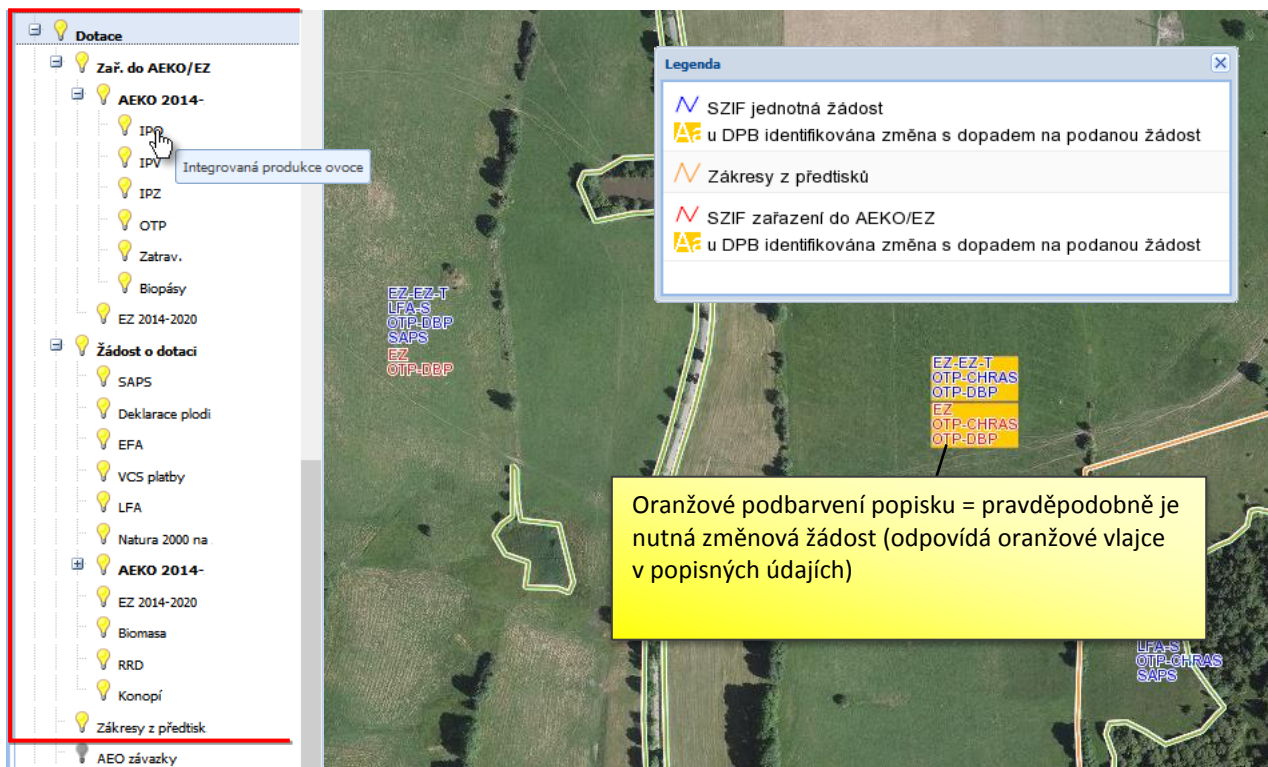 Dotace
Zař. do AEKO/EZ
AEKO 2014-
IPO
IPV
Integrovaná produkce ovoce
IPZ
OTP
Zatrav.
Biopásy
EZ 2014-2020
Žádost o dotaci
SAPS
Deklarace plodi
EFA
VCS platby
LFA
Natura 2000 na
AEKO 2014-
EZ 2014-2020
Biomasa
RRD
Konopí
Zákresy z předtisk
AEO závazky
Legenda
SZIF jednotná žádost
Aa u DPB identifikována změna s dopadem na podanou žádost
Zákresy z předtisků
SZIF zařazení do AEKO/EZ
Aa u DPB identifikována změna s dopadem na podanou žádost
EZ-EZ-T
LFA-S
OTP-DBP
SAPS
EZ
OTP-DBP
EZ-EZ-T
OTP-CHRAS
OTP-DBP
EZ
OTP-CHRAS
OTP-DBP
Oranžové podbarvení popisku = pravděpodobně je
nutná změnová žádost (odpovídá oranžové vlajce
v popisných údajích)
LFA-S
OTP-CHRAS
SAPS